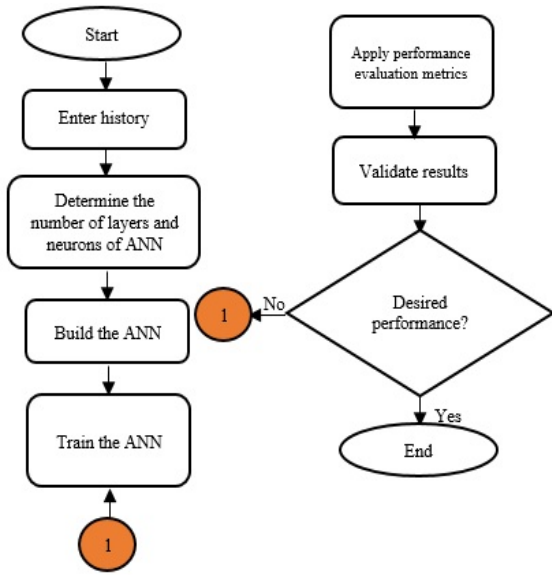 Start
Enter history
Determine the
number of layers and
neurons of ANN
Build the ANN
Train the ANN
1
Apply performance
evaluation metrics
Validate results
Desired
performance?
No
1
Yes
End